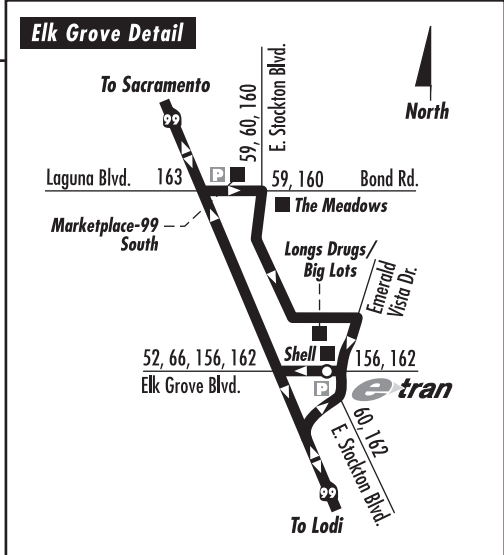 Elk Grove Detail
To Sacramento
99
North
59, 60, 160
E. Stockton Blvd.
P
Laguna Blvd.
163
59, 160
Bond Rd.
Marketplace-99
South
The Meadows
Longs Drugs/
Big Lots
Emerald
Vista Dr.
52, 66, 156, 162
Shell
156, 162
Elk Grove Blvd.
P
e tran
60, 162
E. Stockton Blvd.
99
To Lodi